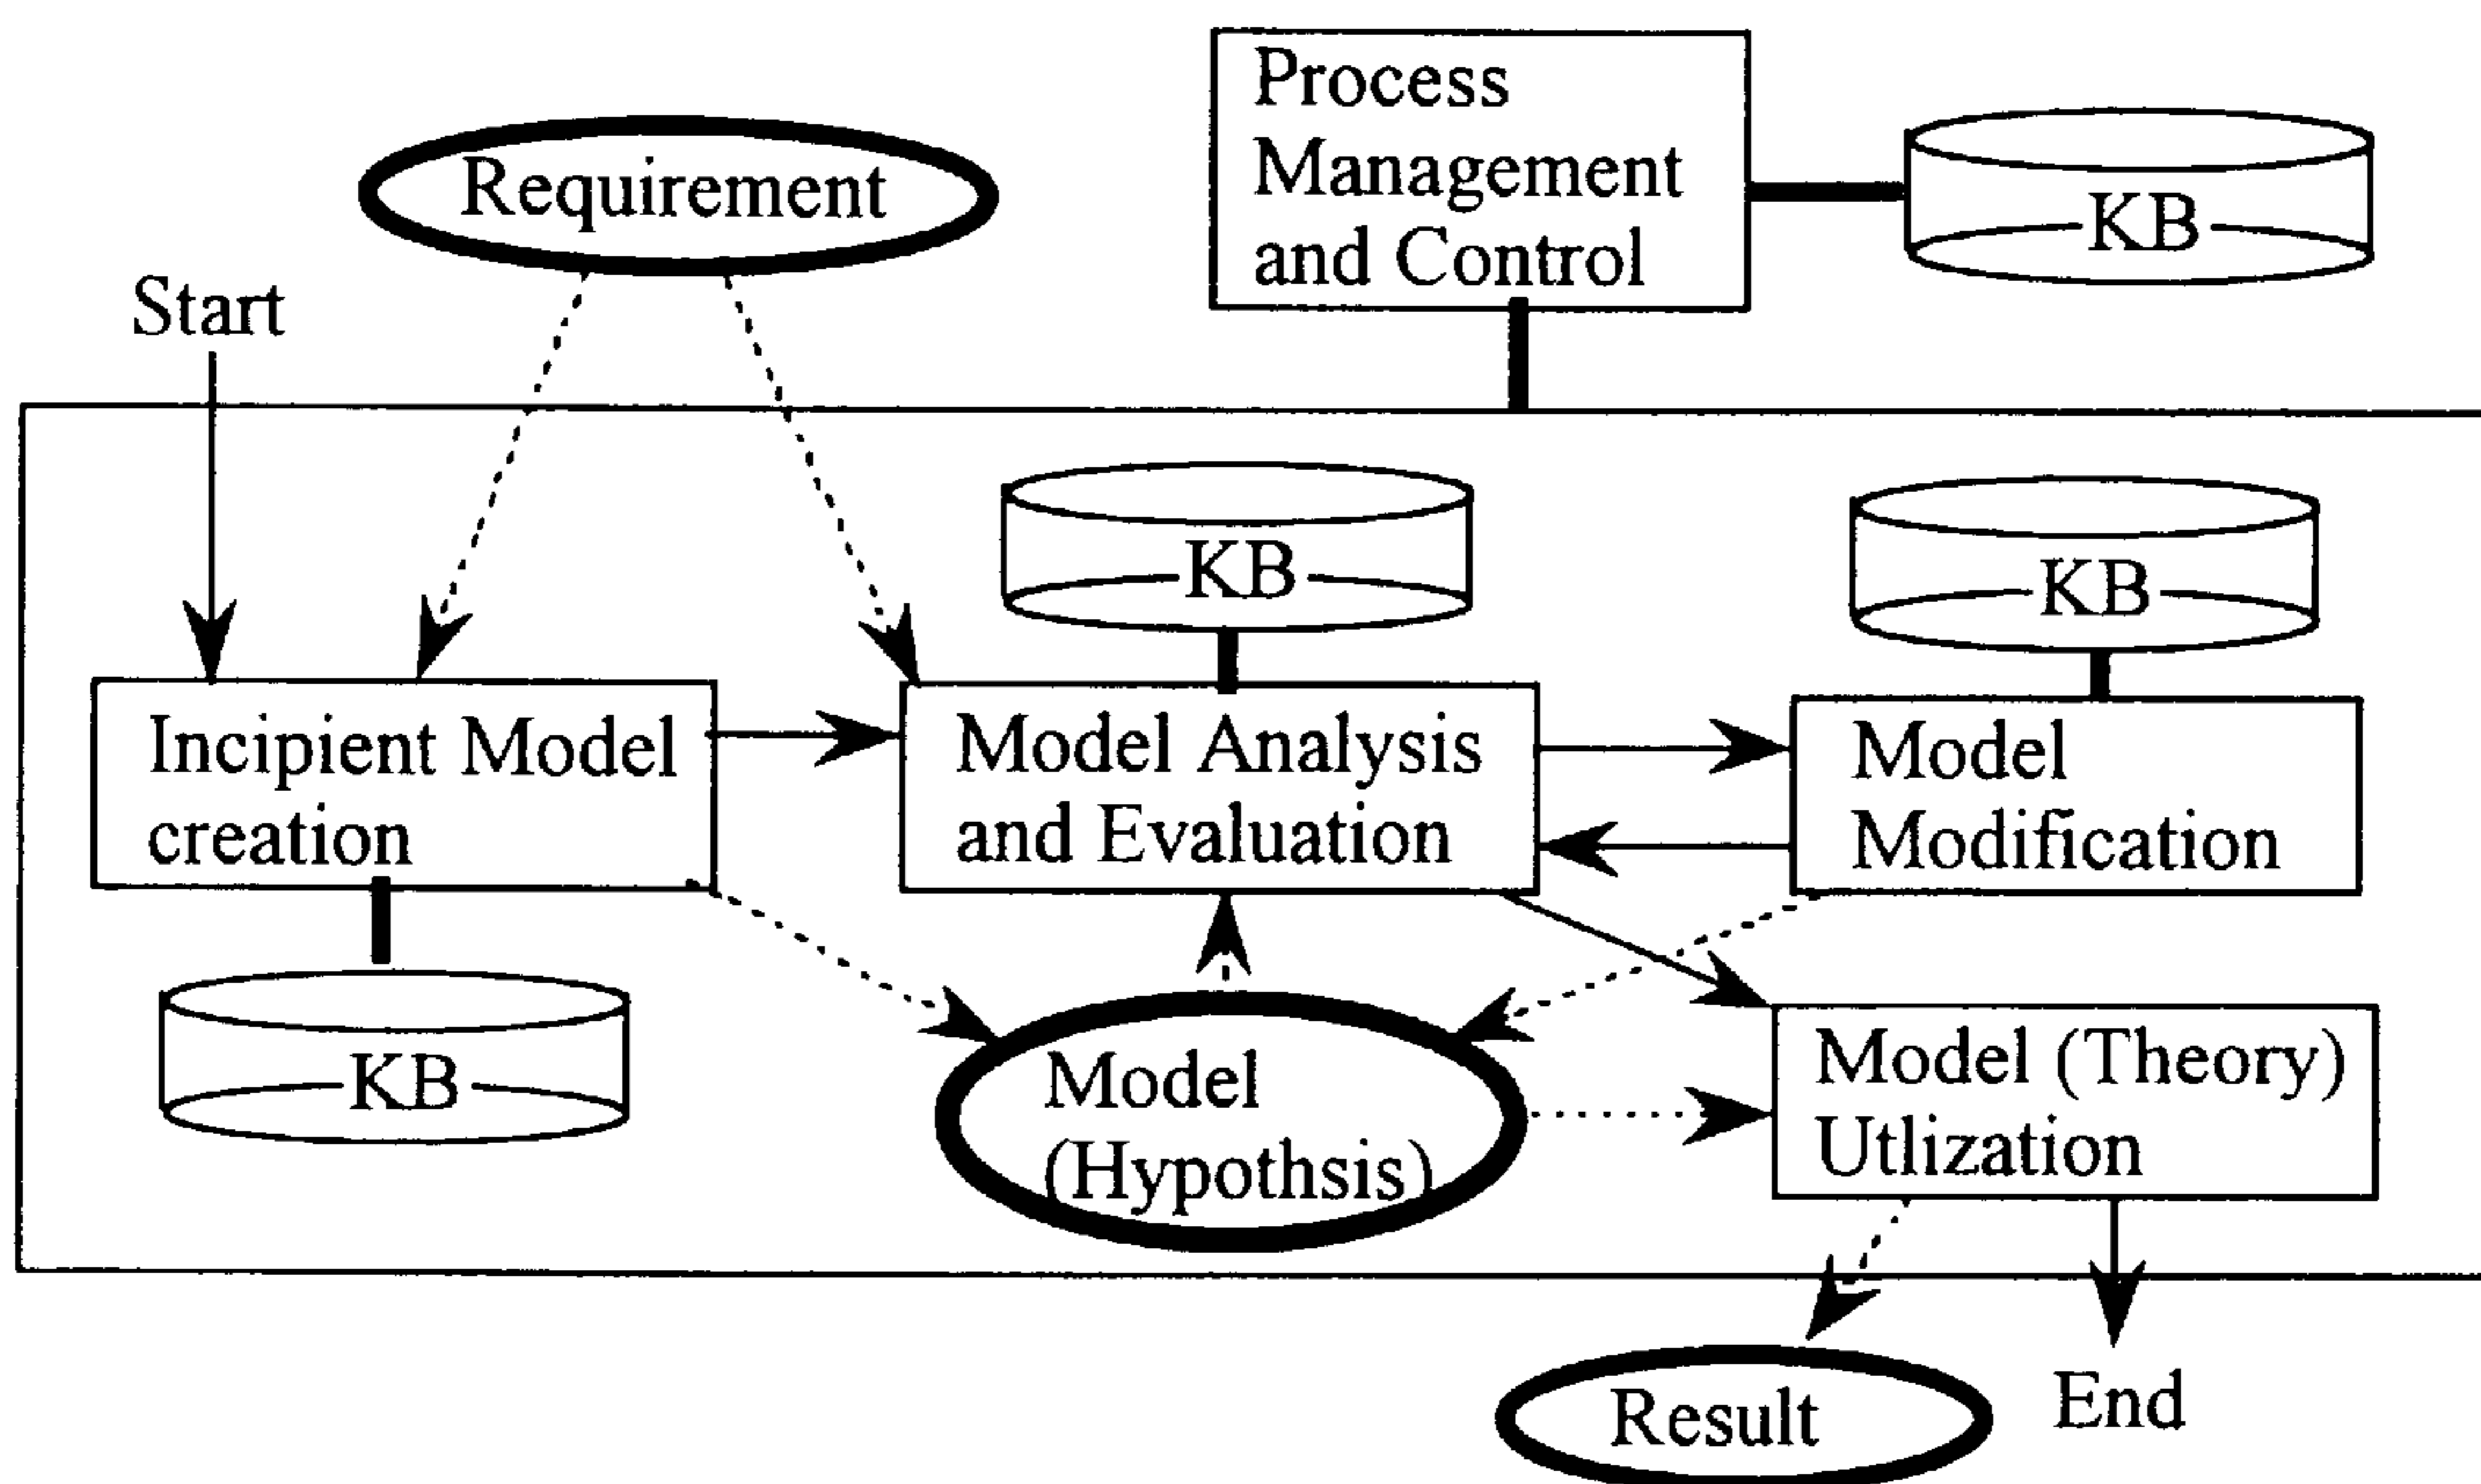 Process
Management
and Control
KB
Requirement
Start
KB
KB
Incipient Model
creation
Model Analysis
and Evaluation
Model
Modification
KB
Model
(Hypothsis)
Model (Theory)
Utlization
Result
End